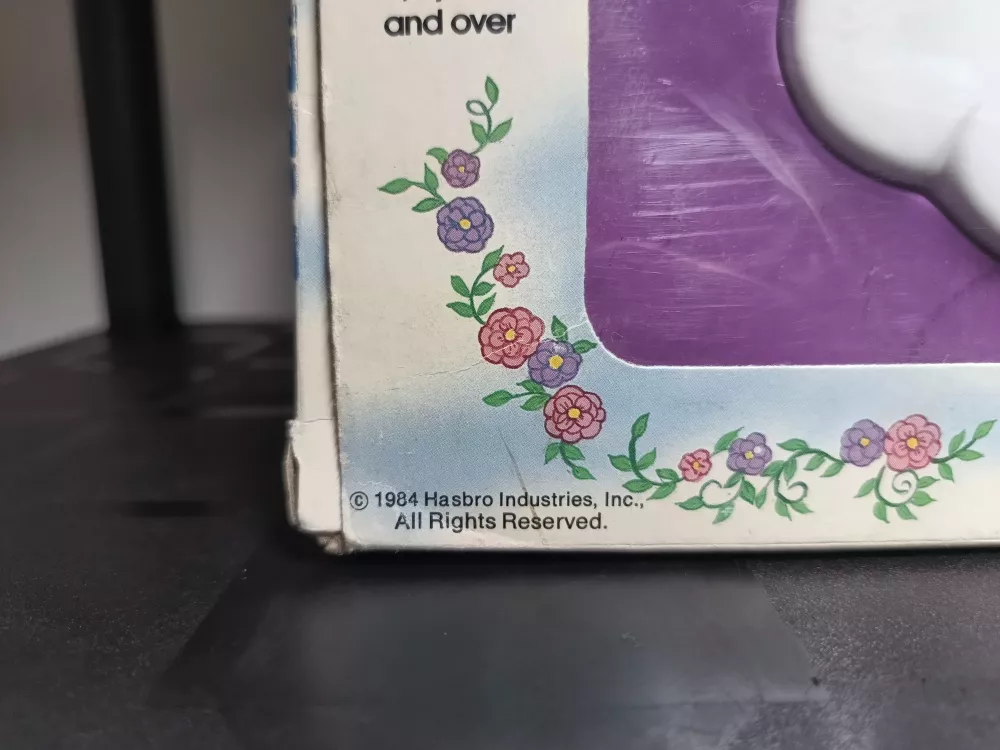 and over
© 1984 Hasbro Industries, Inc.,
All Rights Reserved.